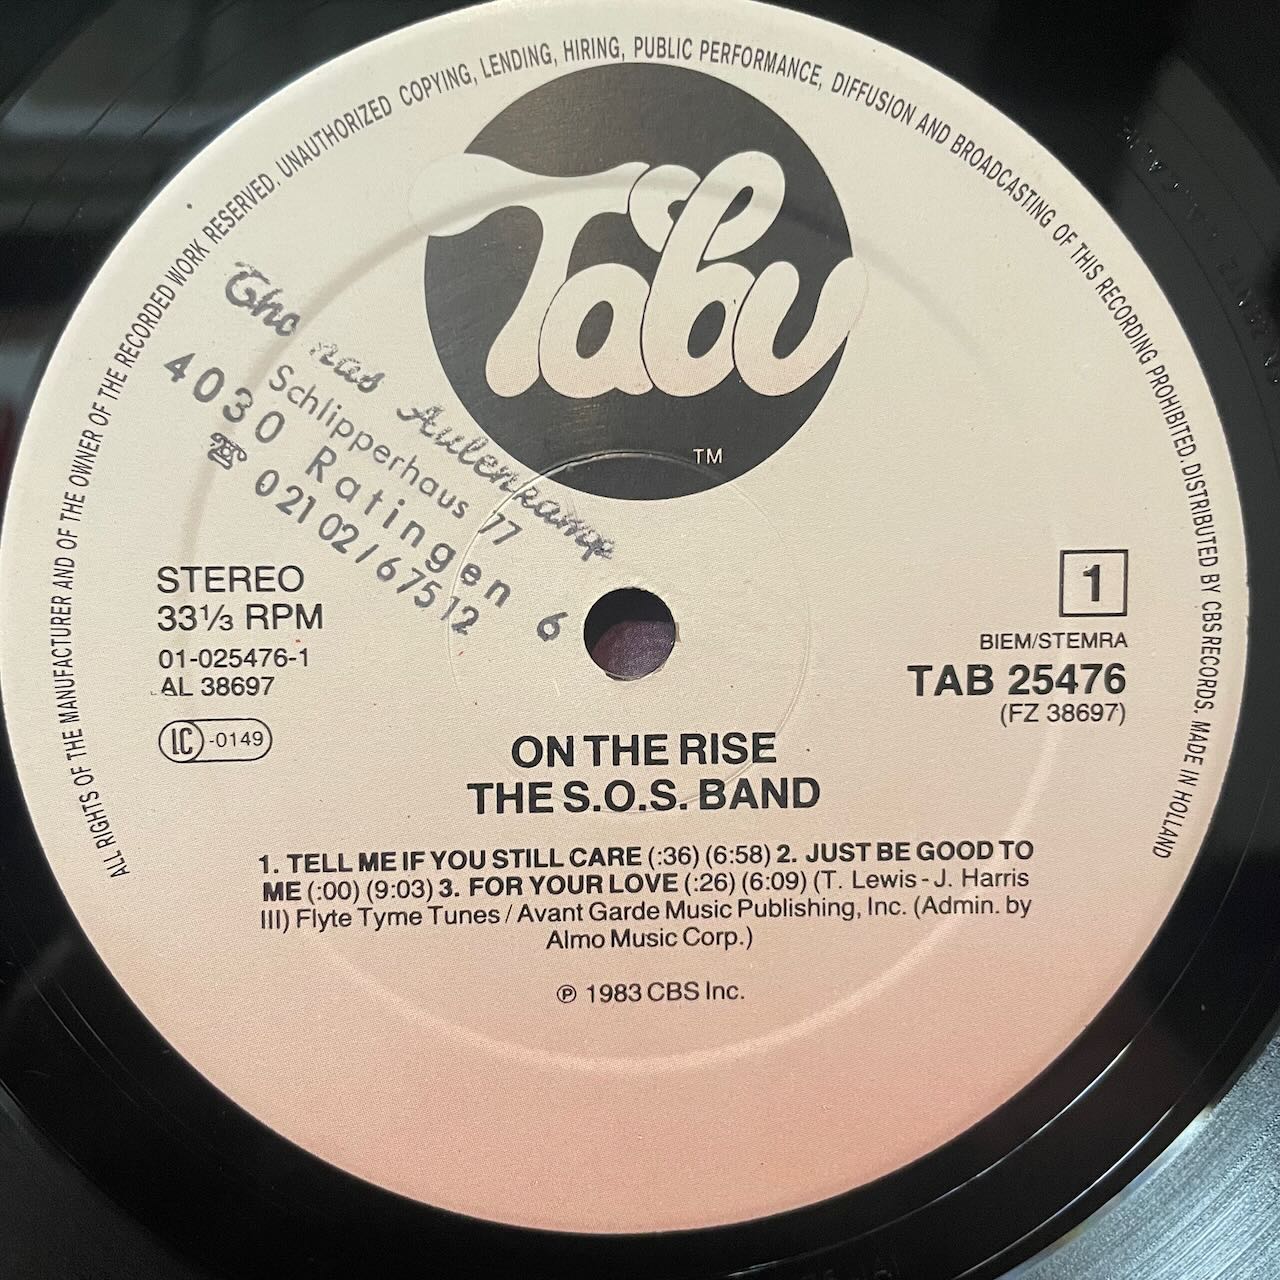 ALL RIGHTS OF THE MANUFACTURER AND OF THE OWNER OF THE RECORDED WORK RESERVED. UNAUTHORIZED COPYING, LENDING, HIRING, PUBLIC PERFORMANCE, DIFFUSION AND BROADCASTING OF THIS RECORDING PROHIBITED. DISTRIBUTED BY CBS RECORDS. MADE IN HOLLAND
Tabu
TM
Thomas Aulenkamp
Schlipperhaus 77
4030 Ratingen 6
☎ 02102/67512
STEREO
33⅓ RPM
01-025476-1
AL 38697
LC -0149
1
BIEM/STEMRA
TAB 25476
(FZ 38697)
ON THE RISE
THE S.O.S. BAND
1. TELL ME IF YOU STILL CARE (:36) (6:58) 2. JUST BE GOOD TO
ME (:00) (9:03) 3. FOR YOUR LOVE (:26) (6:09) (T. Lewis - J. Harris
III) Flyte Tyme Tunes / Avant Garde Music Publishing, Inc. (Admin. by
Almo Music Corp.)
℗ 1983 CBS Inc.